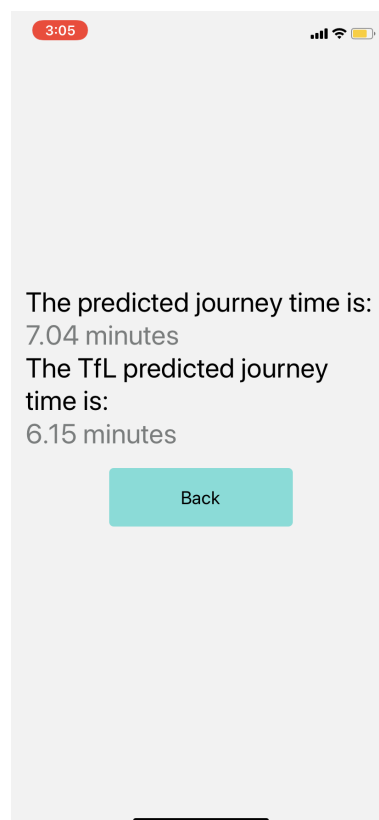 3:05
The predicted journey time is:
7.04 minutes
The TfL predicted journey
time is:
6.15 minutes
Back